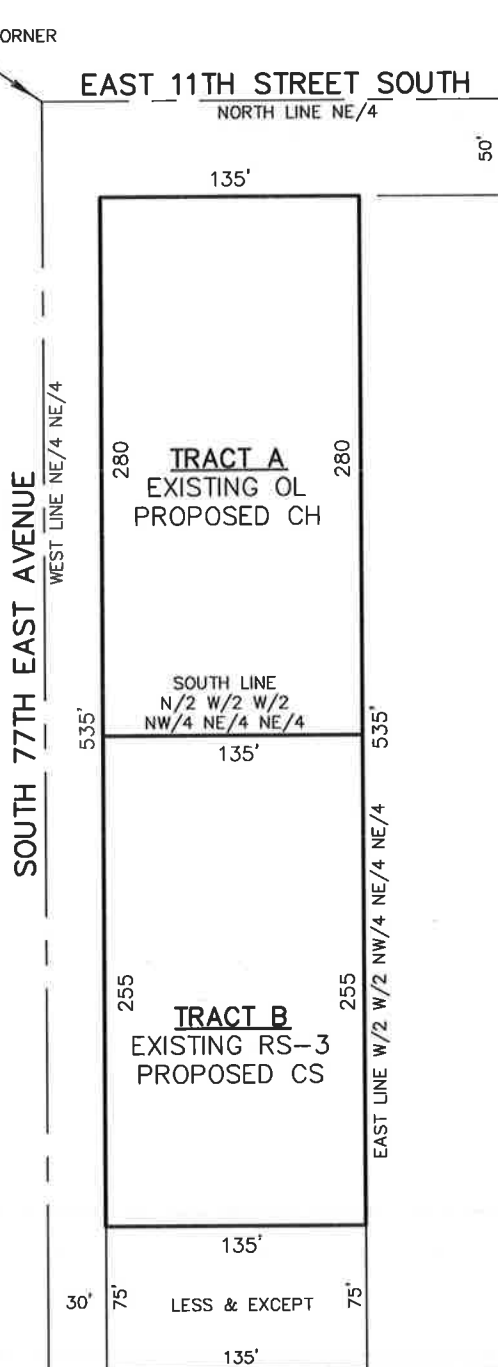 ORNER
EAST 11TH STREET SOUTH
NORTH LINE NE/4
50'
135'
SOUTH 77TH EAST AVENUE
WEST LINE NE/4 NE/4
280
TRACT A
EXISTING OL
PROPOSED CH
280
SOUTH LINE
N/2 W/2 W/2
NW/4 NE/4 NE/4
535'
535'
135'
EAST LINE W/2 W/2 NW/4 NE/4 NE/4
255
TRACT B
EXISTING RS-3
PROPOSED CS
255
135'
30'
75'
LESS & EXCEPT
75'
135'